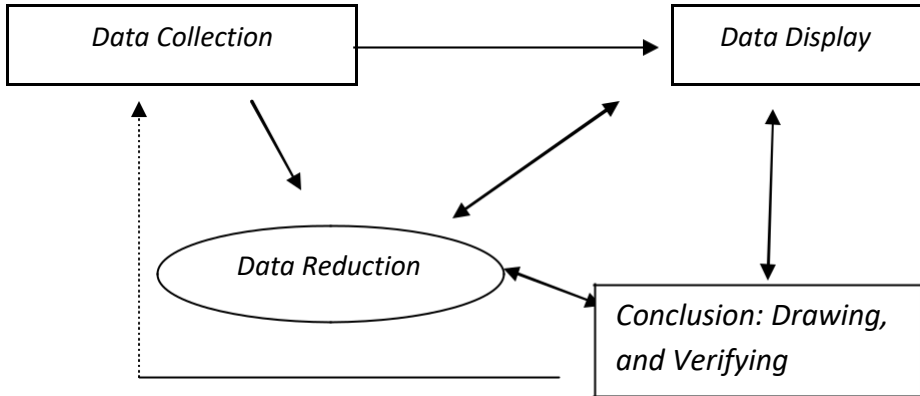 Data Collection
Data Display
Data Reduction
Conclusion: Drawing,
and Verifying